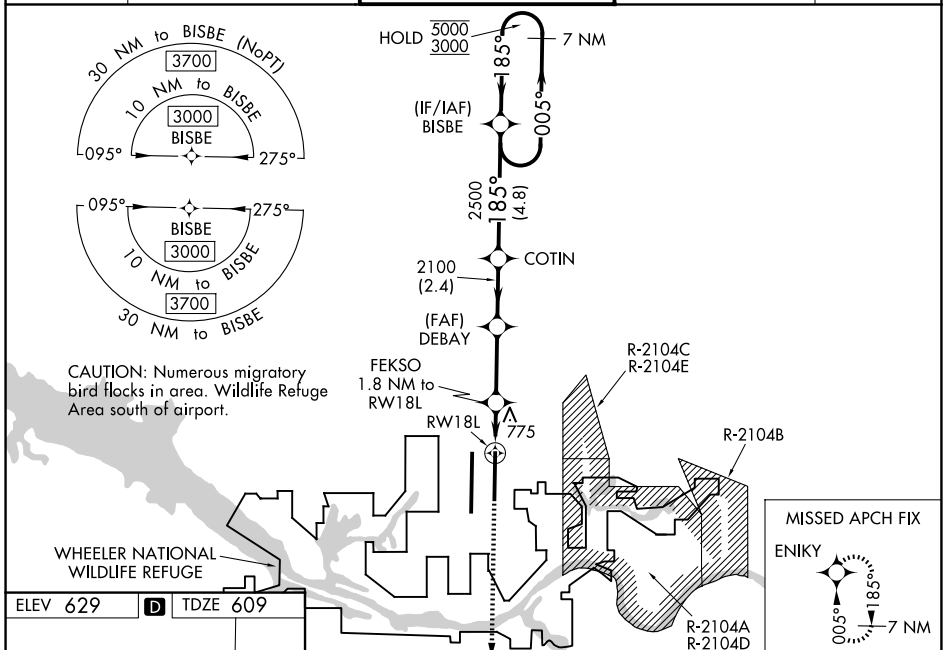 30 NM to BISBE (NoPT)
3700
10 NM to BISBE
3000
BISBE
095°
275°
095°
275°
BISBE
3000
10 NM to BISBE
3700
30 NM to BISBE
HOLD 5000
3000
185°
7 NM
005°
(IF/IAF)
BISBE
2500
185°
(4.8)
COTIN
2100
(2.4)
(FAF)
DEBAY
CAUTION: Numerous migratory
bird flocks in area. Wildlife Refuge
Area south of airport.
FEKSO
1.8 NM to
RW18L
RW18L
775
R-2104C
R-2104E
R-2104B
WHEELER NATIONAL
WILDLIFE REFUGE
MISSED APCH FIX
ENIKY
185°
005°
7 NM
R-2104A
R-2104D
ELEV 629
D
TDZE 609